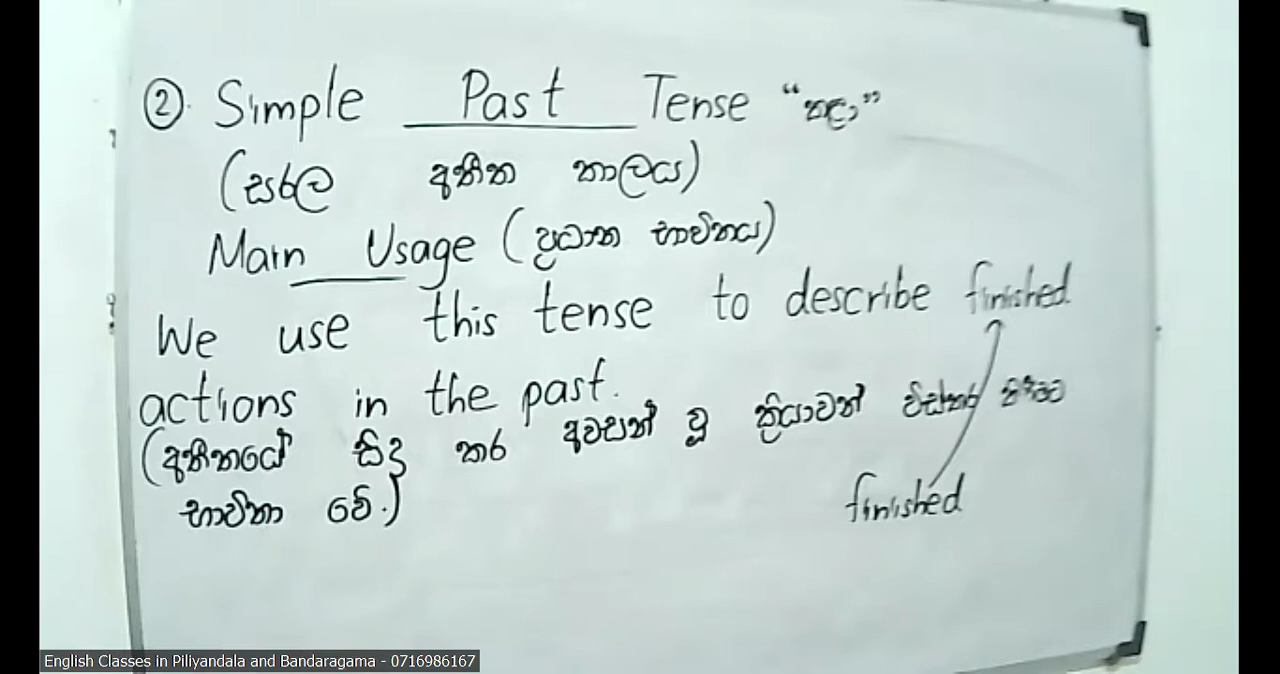 ② Simple Past Tense “කළා”
(සරල අතීත කාලය)
Main Usage (ප්‍රධාන භාවිතය)
We use this tense to describe finished
actions in the past.
(අතීතයේ සිදු කර අවසන් වූ ක්‍රියාවන් විස්තර කිරීමට
භාවිතා වේ.)
finished
English Classes in Piliyandala and Bandaragama - 0716986167